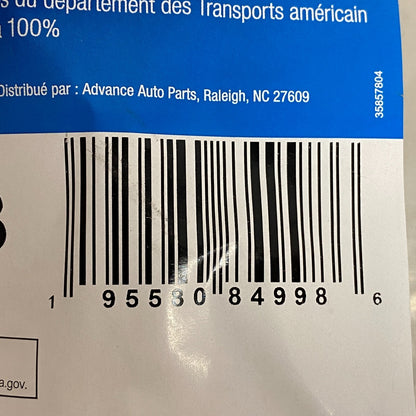 du département des Transports américain
100%
Distribué par : Advance Auto Parts, Raleigh, NC 27609
35857804
1 95530 84998 6
a.gov.